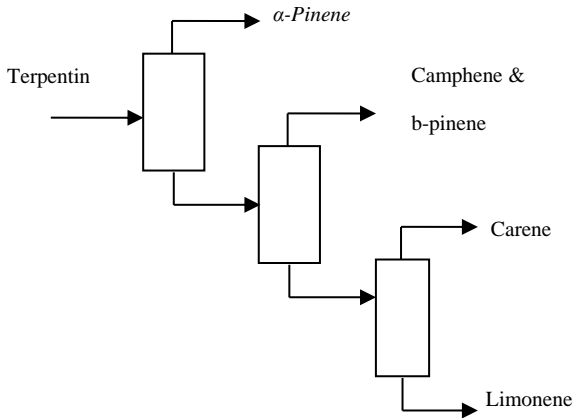 α-Pinene
Terpentin
Camphene &
b-pinene
Carene
Limonene